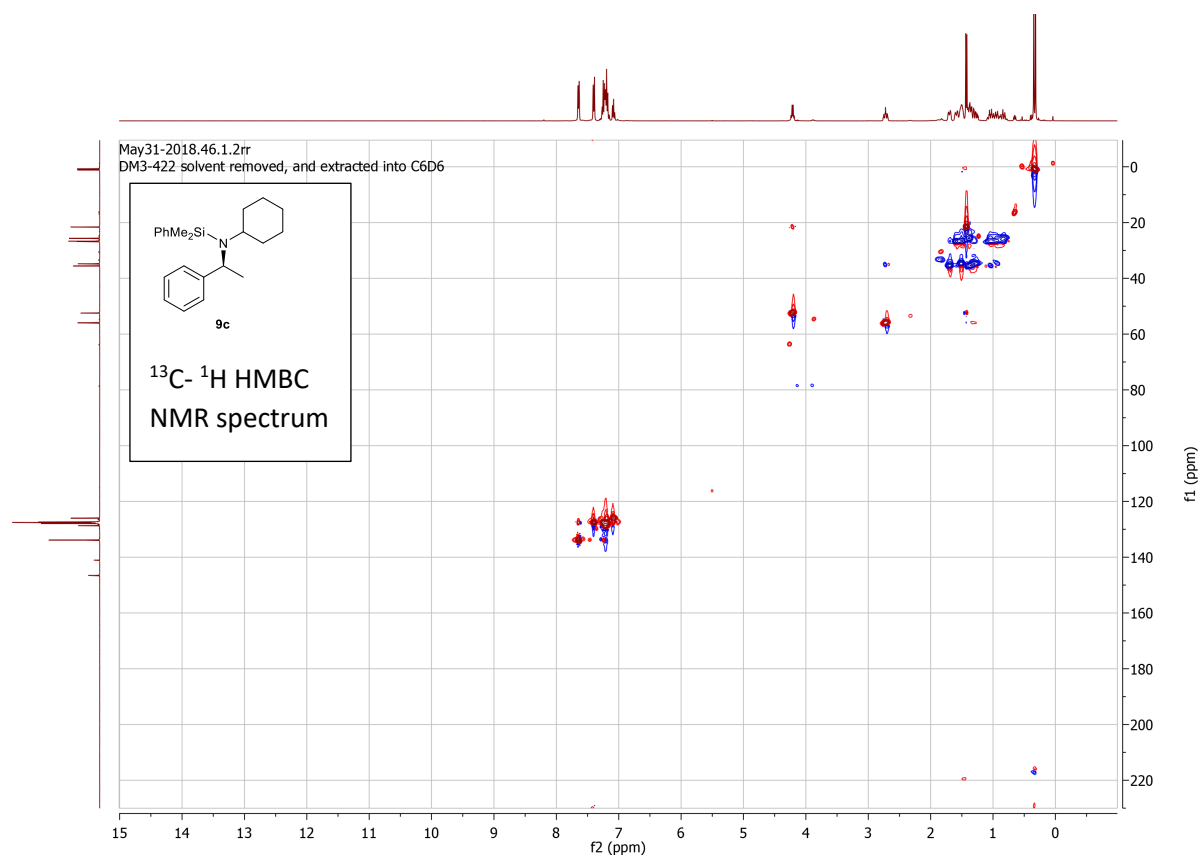 May31-2018.46.1.2rr
DM3-422 solvent removed, and extracted into C6D6
PhMe₂Si
N
9c
¹³C- ¹H HMBC
NMR spectrum
0
20
40
60
80
100
120
140
160
180
200
220
f1 (ppm)
15 14 13 12 11 10 9 8 7 6 5 4 3 2 1 0
f2 (ppm)